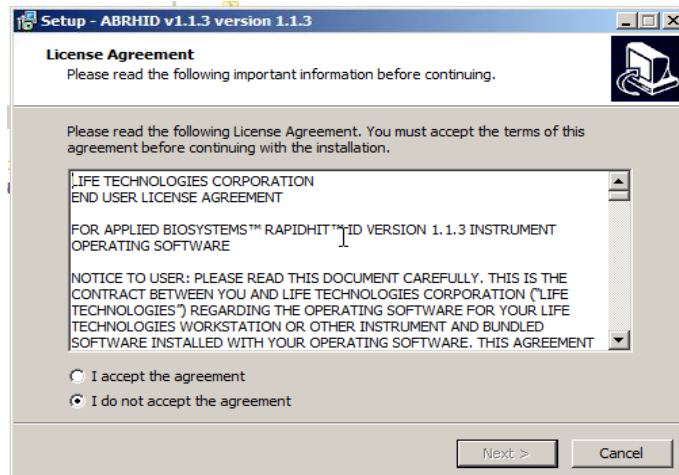 Setup - ABRHID v1.1.3 version 1.1.3
License Agreement
Please read the following important information before continuing.
Please read the following License Agreement. You must accept the terms of this
agreement before continuing with the installation.
LIFE TECHNOLOGIES CORPORATION
END USER LICENSE AGREEMENT
FOR APPLIED BIOSYSTEMS™ RAPIDHIT™ ID VERSION 1.1.3 INSTRUMENT
OPERATING SOFTWARE
NOTICE TO USER: PLEASE READ THIS DOCUMENT CAREFULLY. THIS IS THE
CONTRACT BETWEEN YOU AND LIFE TECHNOLOGIES CORPORATION ("LIFE
TECHNOLOGIES") REGARDING THE OPERATING SOFTWARE FOR YOUR LIFE
TECHNOLOGIES WORKSTATION OR OTHER INSTRUMENT AND BUNDLED
SOFTWARE INSTALLED WITH YOUR OPERATING SOFTWARE. THIS AGREEMENT
I accept the agreement
I do not accept the agreement
Next >
Cancel